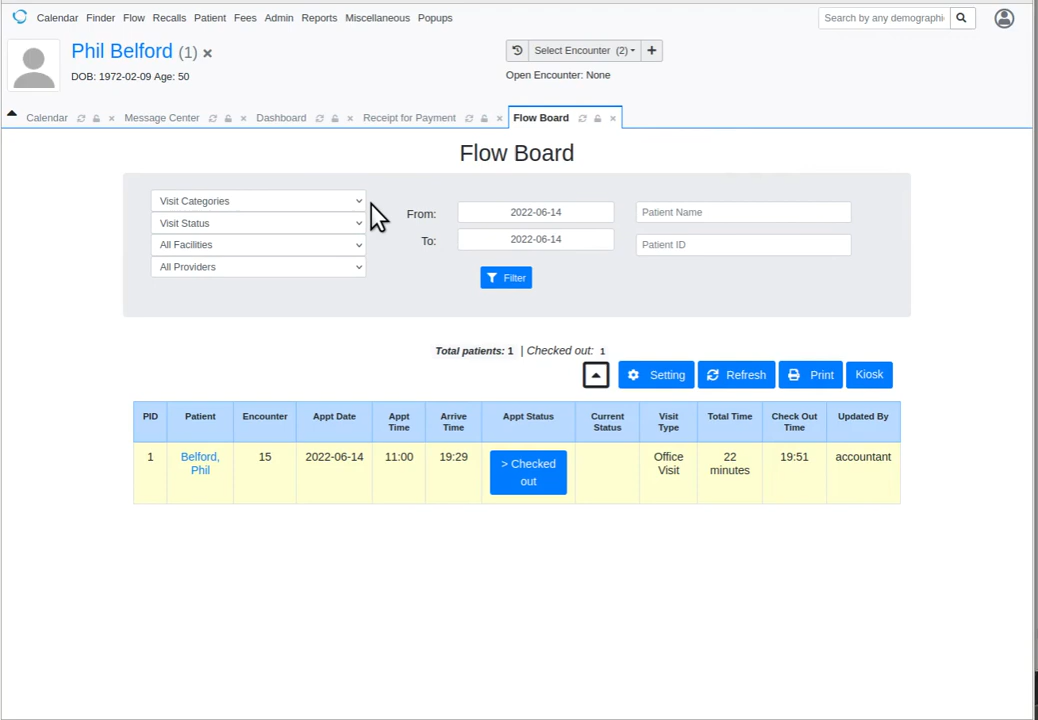 Calendar Finder Flow Recalls Patient Fees Admin Reports Miscellaneous Popups Search by any demographi
Phil Belford (1) ×
DOB: 1972-02-09 Age: 50
Select Encounter (2) +
Open Encounter: None
Calendar Message Center Dashboard Receipt for Payment Flow Board
Flow Board
Visit Categories
Visit Status
All Facilities
All Providers
From: 2022-06-14
To: 2022-06-14
Patient Name
Patient ID
Filter
Total patients: 1 | Checked out: 1
Setting Refresh Print Kiosk
PID Patient Encounter Appt Date Appt Time Arrive Time Appt Status Current Status Visit Type Total Time Check Out Time Updated By
1 Belford, Phil 15 2022-06-14 11:00 19:29 > Checked out Office Visit 22 minutes 19:51 accountant